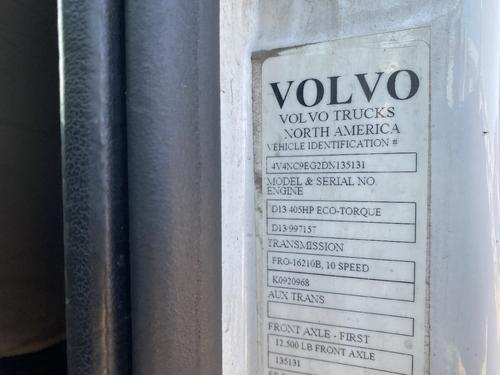 VOLVO
VOLVO TRUCKS
NORTH AMERICA
VEHICLE IDENTIFICATION #
4V4NC9EG2DN135131
MODEL & SERIAL NO.
ENGINE
D13 405HP ECO-TORQUE
D13/997157
TRANSMISSION
FRO-16210B, 10 SPEED
K0920968
AUX TRANS
FRONT AXLE - FIRST
12,500 LB FRONT AXLE
135131